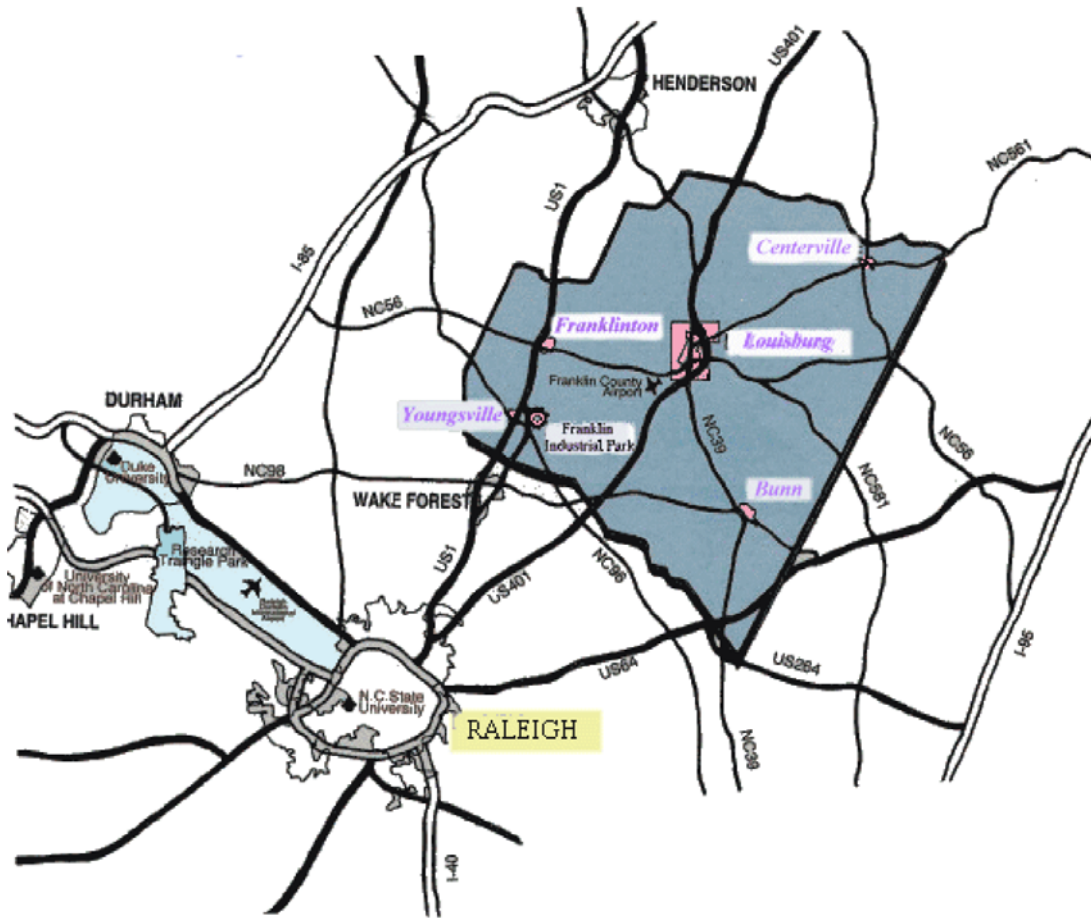 US401
HENDERSON
NC561
US1
Centerville
I-85
NC56
Franklinton
Louisburg
Franklin County
Airport
DURHAM
Youngsville
Franklin
Industrial Park
NC39
NC56
Duke
University
NC98
WAKE FOREST
Bunn
NC581
Research
Triangle Park
US1
US401
NC96
University
of North Carolina
at Chapel Hill
HAPEL HILL
I-95
US64
US264
N.C. State
University
RALEIGH
NC39
I-40